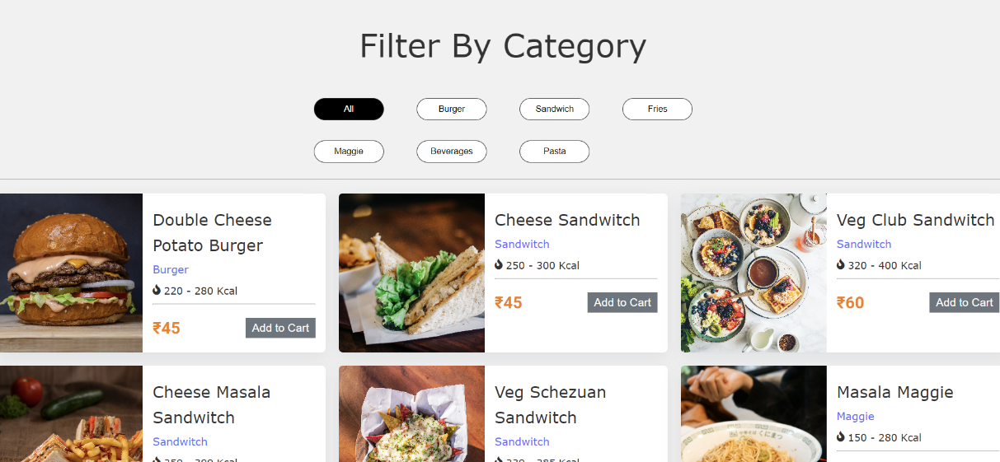 Filter By Category
All
Burger
Sandwich
Fries
Maggie
Beverages
Pasta
Double Cheese
Potato Burger
Burger
220 - 280 Kcal
₹45
Add to Cart
Cheese Sandwitch
Sandwitch
250 - 300 Kcal
₹45
Add to Cart
Veg Club Sandwitch
Sandwitch
320 - 400 Kcal
₹60
Add to Cart
Cheese Masala
Sandwitch
Sandwitch
Veg Schezuan
Sandwitch
Sandwitch
Masala Maggie
Maggie
150 - 280 Kcal